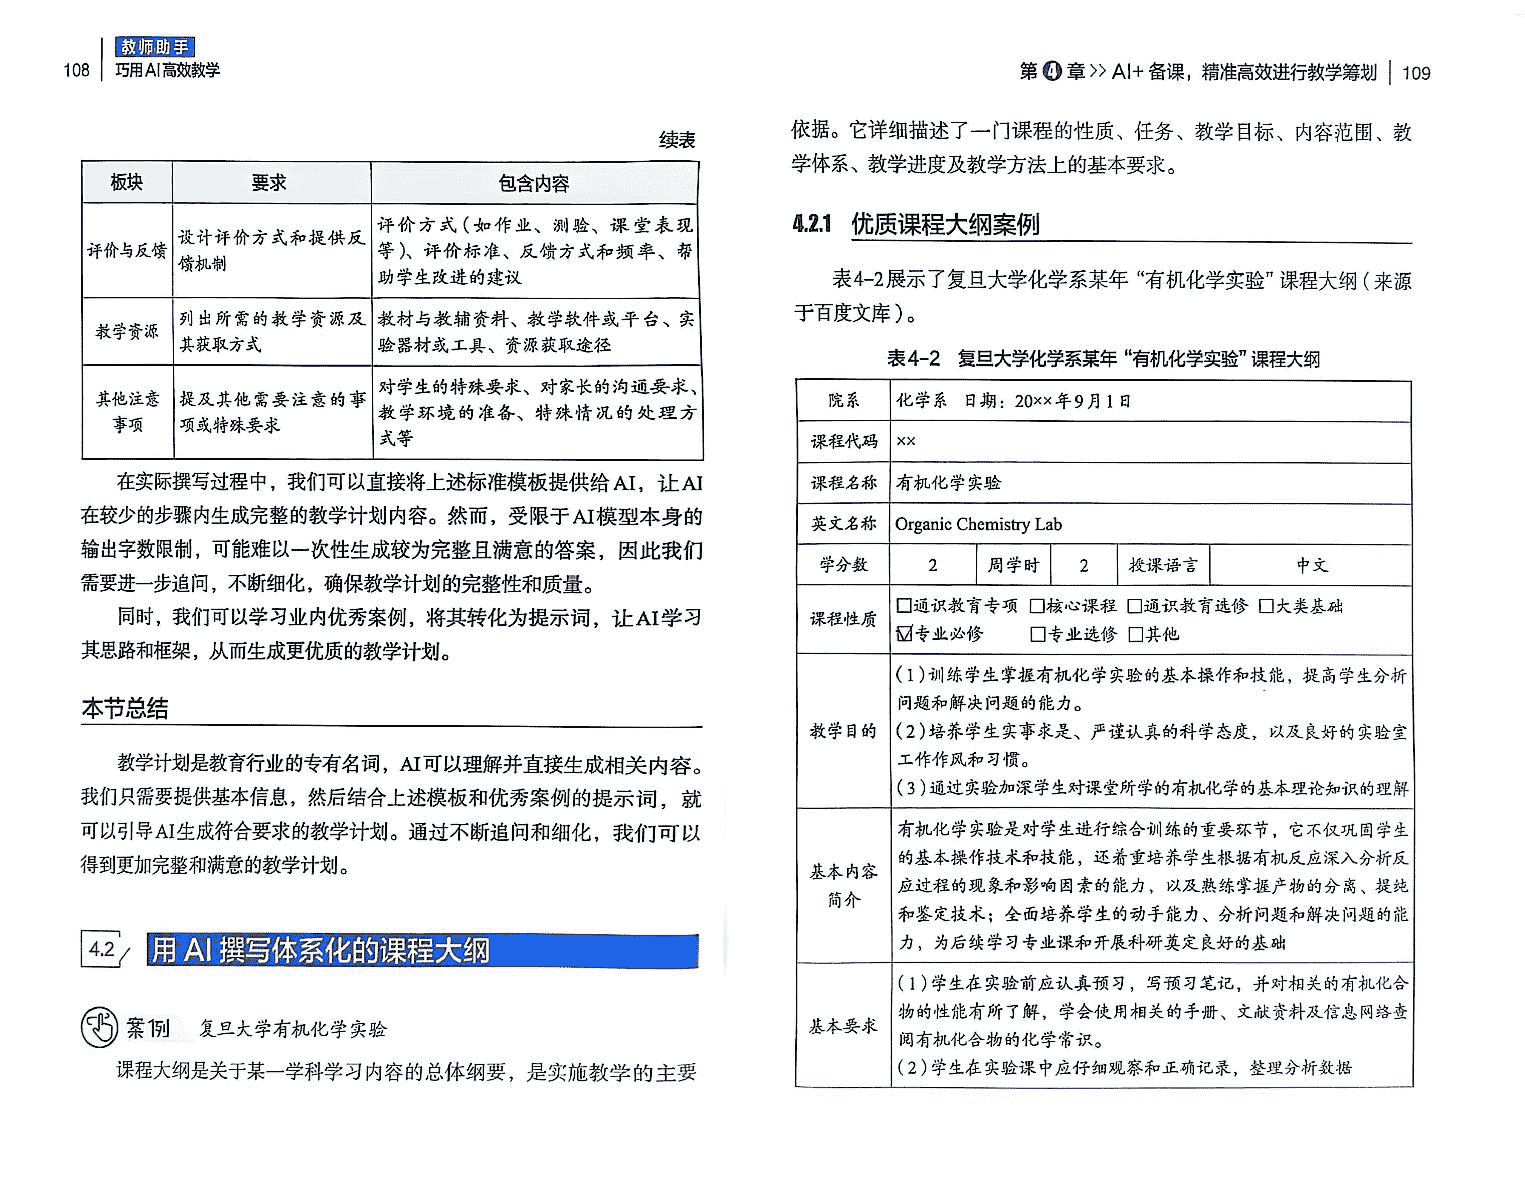 108
教师助手
巧用AI高效教学
续表
板块 要求 包含内容
评价与反馈 设计评价方式和提供反馈机制 评价方式（如作业、测验、课堂表现
等）、评价标准、反馈方式和频率、帮
助学生改进的建议
教学资源 列出所需的教学资源及其获取方式 教材与教辅资料、教学软件或平台、实
验器材或工具、资源获取途径
其他注意事项 提及其他需要注意的事项或特殊要求 对学生的特殊要求、对家长的沟通要求、
教学环境的准备、特殊情况的处理方
式等
在实际撰写过程中，我们可以直接将上述标准模板提供给AI，让AI
在较少的步骤内生成完整的教学计划内容。然而，受限于AI模型本身的
输出字数限制，可能难以一次性生成较为完整且满意的答案，因此我们
需要进一步追问，不断细化，确保教学计划的完整性和质量。
同时，我们可以学习业内优秀案例，将其转化为提示词，让AI学习
其思路和框架，从而生成更优质的教学计划。
本节总结
教学计划是教育行业的专有名词，AI可以理解并直接生成相关内容。
我们只需要提供基本信息，然后结合上述模板和优秀案例的提示词，就
可以引导AI生成符合要求的教学计划。通过不断追问和细化，我们可以
得到更加完整和满意的教学计划。
4.2 用 AI 撰写体系化的课程大纲
案例 复旦大学有机化学实验
课程大纲是关于某一学科学习内容的总体纲要，是实施教学的主要
第4章>> AI+ 备课，精准高效进行教学筹划 109
依据。它详细描述了一门课程的性质、任务、教学目标、内容范围、教
学体系、教学进度及教学方法上的基本要求。
4.2.1 优质课程大纲案例
表4-2展示了复旦大学化学系某年“有机化学实验”课程大纲（来源
于百度文库）。
表4-2 复旦大学化学系某年“有机化学实验”课程大纲
院系 化学系 日期：20××年9月1日
课程代码 ××
课程名称 有机化学实验
英文名称 Organic Chemistry Lab
学分数 2 周学时 2 授课语言 中文
课程性质 □通识教育专项 □核心课程 □通识教育选修 □大类基础
☑专业必修 □专业选修 □其他
教学目的 （1）训练学生掌握有机化学实验的基本操作和技能，提高学生分析
问题和解决问题的能力。
（2）培养学生实事求是、严谨认真的科学态度，以及良好的实验室
工作作风和习惯。
（3）通过实验加深学生对课堂所学的有机化学的基本理论知识的理解
基本内容简介 有机化学实验是对学生进行综合训练的重要环节，它不仅巩固学生
的基本操作技术和技能，还着重培养学生根据有机反应深入分析反
应过程的现象和影响因素的能力，以及熟练掌握产物的分离、提纯
和鉴定技术；全面培养学生的动手能力、分析问题和解决问题的能
力，为后续学习专业课和开展科研奠定良好的基础
基本要求 （1）学生在实验前应认真预习，写预习笔记，并对相关的有机化合
物的性能有所了解，学会使用相关的手册、文献资料及信息网络查
阅有机化合物的化学常识。
（2）学生在实验课中应仔细观察和正确记录，整理分析数据